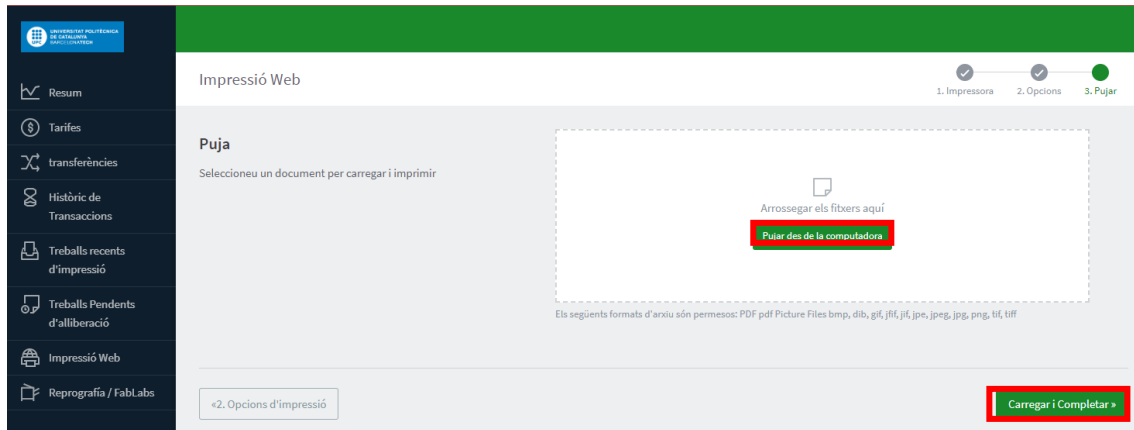 UNIVERSITAT POLITÈCNICA
DE CATALUNYA
BARCELONATECH
UPC
Resum
Tarifes
transferències
Històric de
Transaccions
Treballs recents
d'impressió
Treballs Pendents
d'alliberació
Impressió Web
Reprografía / FabLabs
Impressió Web
1. Impressora
2. Opcions
3. Pujar
Puja
Seleccioneu un document per carregar i imprimir
Arrossegar els fitxers aquí
Pujar des de la computadora
Els següents formats d'arxiu són permesos: PDF pdf Picture Files bmp, dib, gif, jfif, jif, jpe, jpeg, jpg, png, tif, tiff
«2. Opcions d'impressió
Carregar i Completar »